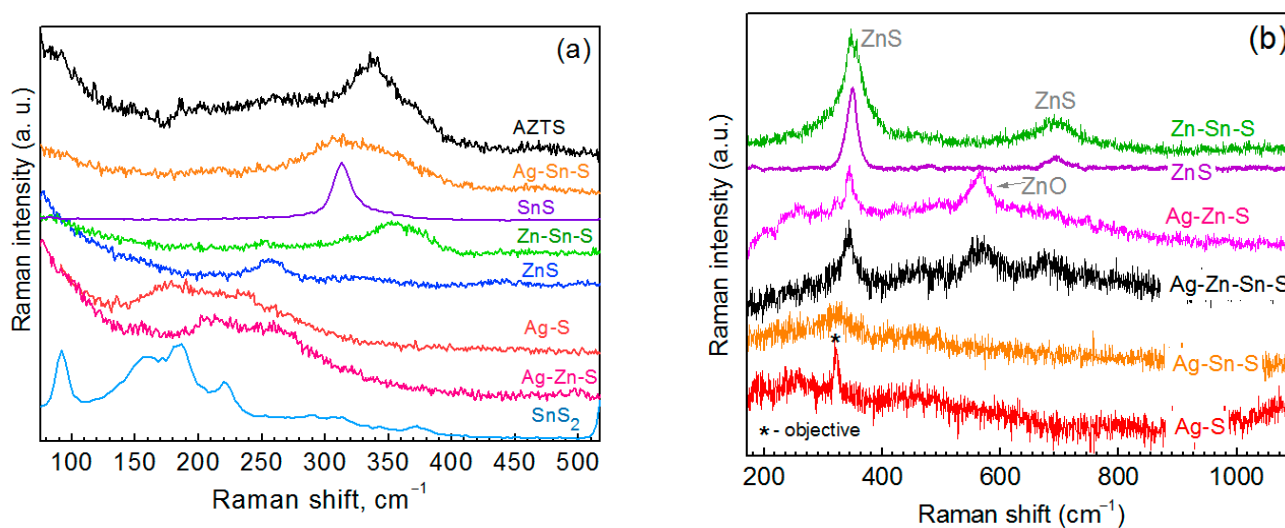 (a)
Raman intensity (a. u.)
AZTS
Ag-Sn-S
SnS
Zn-Sn-S
ZnS
Ag-S
Ag-Zn-S
SnS2
100 150 200 250 300 350 400 450 500
Raman shift, cm−1
(b)
Raman intensity (a.u.)
ZnS
ZnS
Zn-Sn-S
ZnS
ZnO
Ag-Zn-S
Ag-Zn-Sn-S
Ag-Sn-S
*
Ag-S
*- objective
200 400 600 800 1000
Raman shift (cm−1)